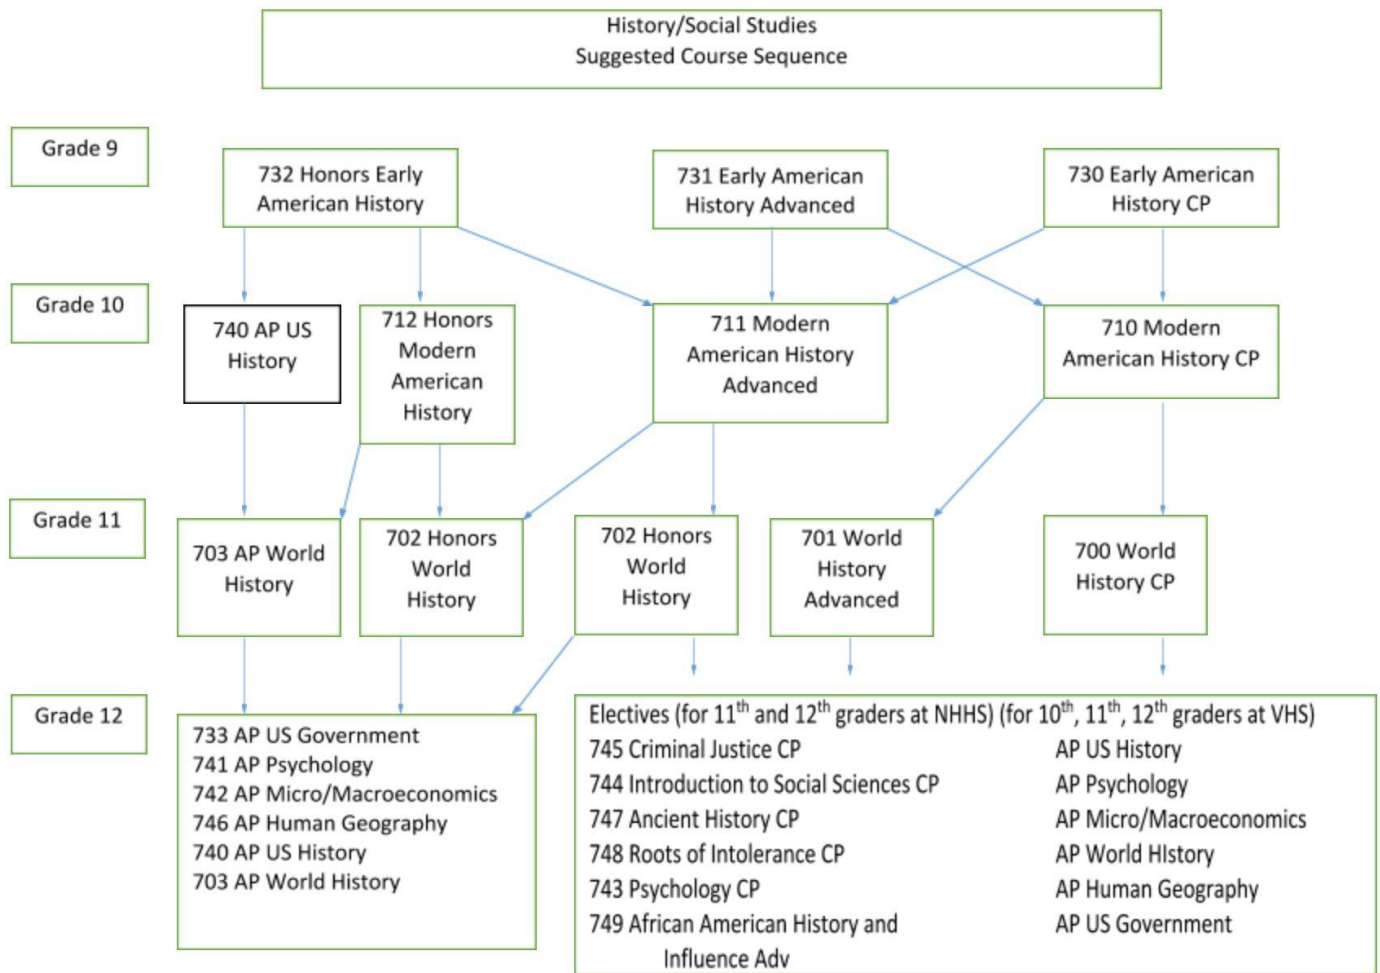 History/Social Studies
Suggested Course Sequence
Grade 9
732 Honors Early
American History
731 Early American
History Advanced
730 Early American
History CP
Grade 10
740 AP US
History
712 Honors
Modern
American
History
711 Modern
American History
Advanced
710 Modern
American History CP
Grade 11
703 AP World
History
702 Honors
World
History
702 Honors
World
History
701 World
History
Advanced
700 World
History CP
Grade 12
733 AP US Government
741 AP Psychology
742 AP Micro/Macroeconomics
746 AP Human Geography
740 AP US History
703 AP World History
Electives (for 11th and 12th graders at NHHS) (for 10th, 11th, 12th graders at VHS)
745 Criminal Justice CP
744 Introduction to Social Sciences CP
747 Ancient History CP
748 Roots of Intolerance CP
743 Psychology CP
749 African American History and
Influence Adv
AP US History
AP Psychology
AP Micro/Macroeconomics
AP World HIstory
AP Human Geography
AP US Government